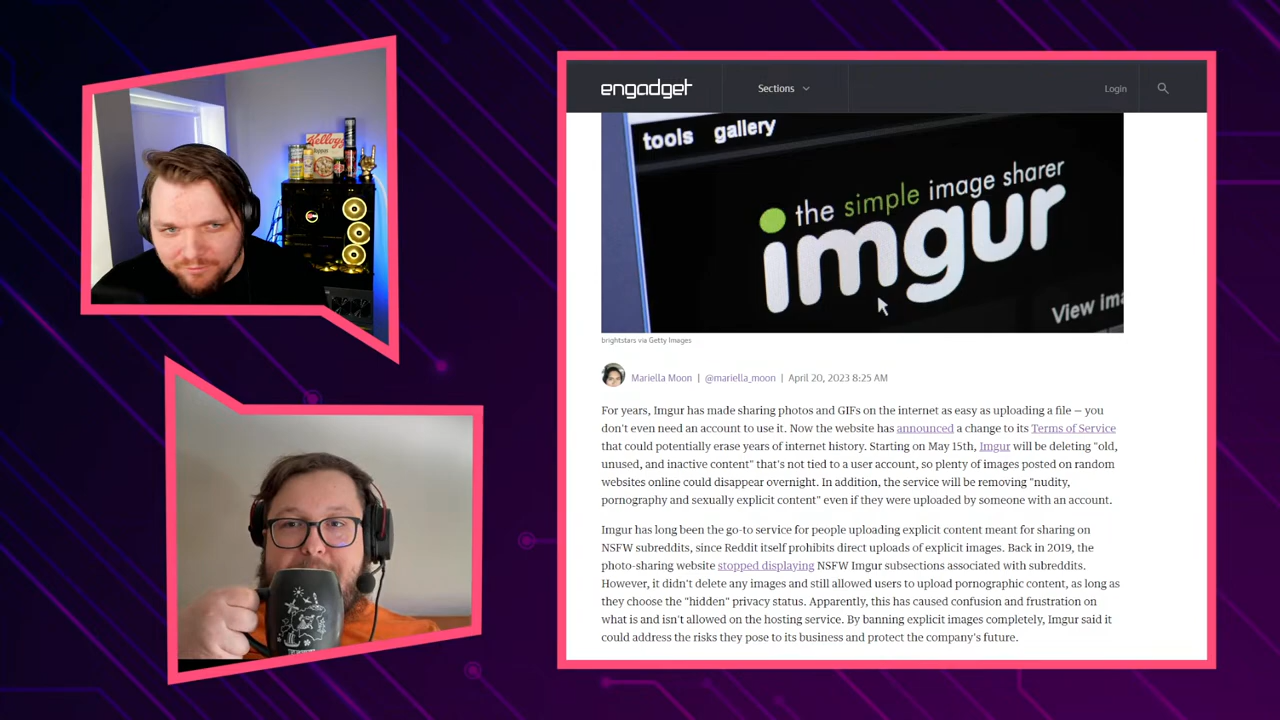 Kellogg's
engadget
Sections
Login
tools gallery
the simple image sharer
imgur
View ima
brightstars via Getty Images
Mariella Moon | @mariella_moon | April 20, 2023 8:25 AM
For years, Imgur has made sharing photos and GIFs on the internet as easy as uploading a file — you
don't even need an account to use it. Now the website has announced a change to its Terms of Service
that could potentially erase years of internet history. Starting on May 15th, Imgur will be deleting "old,
unused, and inactive content" that's not tied to a user account, so plenty of images posted on random
websites online could disappear overnight. In addition, the service will be removing "nudity,
pornography and sexually explicit content" even if they were uploaded by someone with an account.
Imgur has long been the go-to service for people uploading explicit content meant for sharing on
NSFW subreddits, since Reddit itself prohibits direct uploads of explicit images. Back in 2019, the
photo-sharing website stopped displaying NSFW Imgur subsections associated with subreddits.
However, it didn't delete any images and still allowed users to upload pornographic content, as long as
they choose the "hidden" privacy status. Apparently, this has caused confusion and frustration on
what is and isn't allowed on the hosting service. By banning explicit images completely, Imgur said it
could address the risks they pose to its business and protect the company's future.